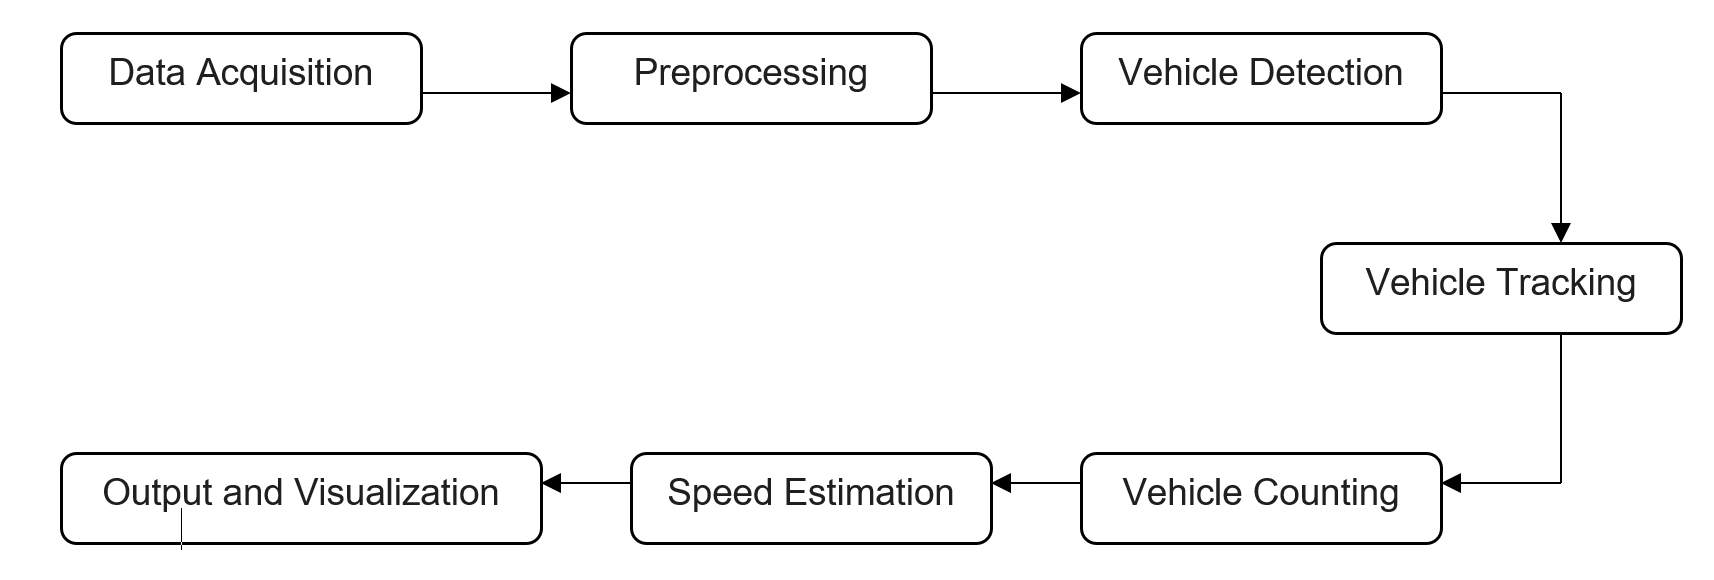 Data Acquisition
Preprocessing
Vehicle Detection
Vehicle Tracking
Vehicle Counting
Speed Estimation
Output and Visualization